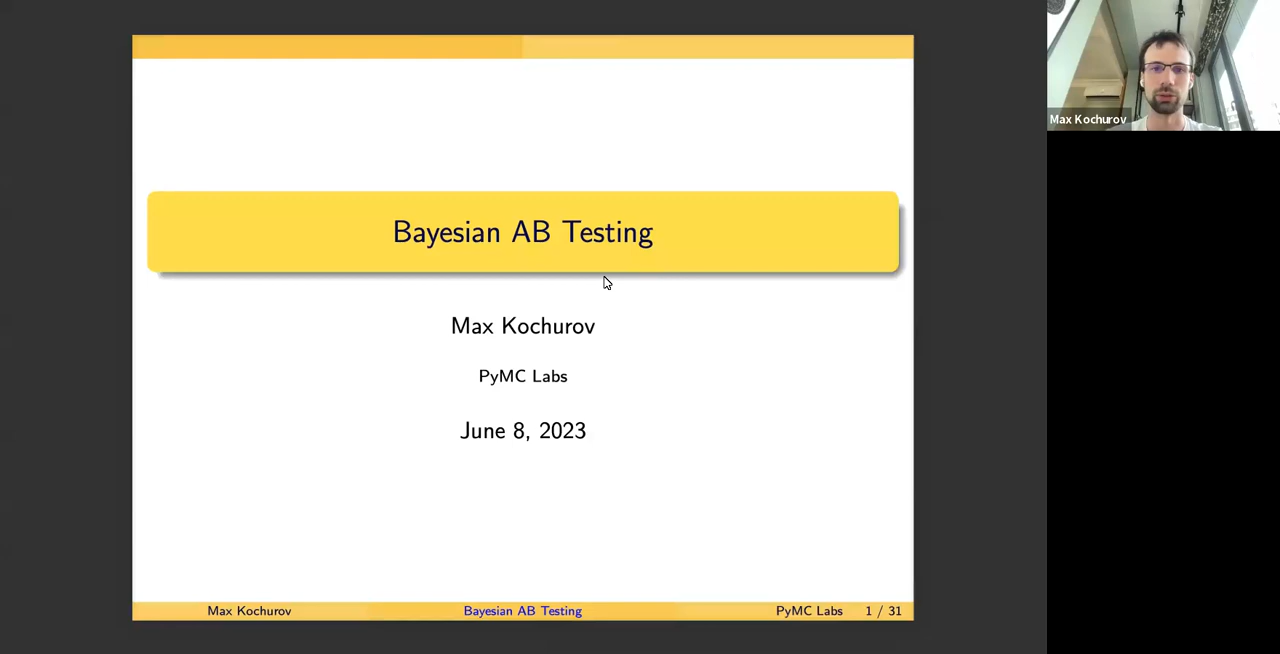 Bayesian AB Testing
Max Kochurov
PyMC Labs
June 8, 2023
Max Kochurov Bayesian AB Testing PyMC Labs 1 / 31
Max Kochurov